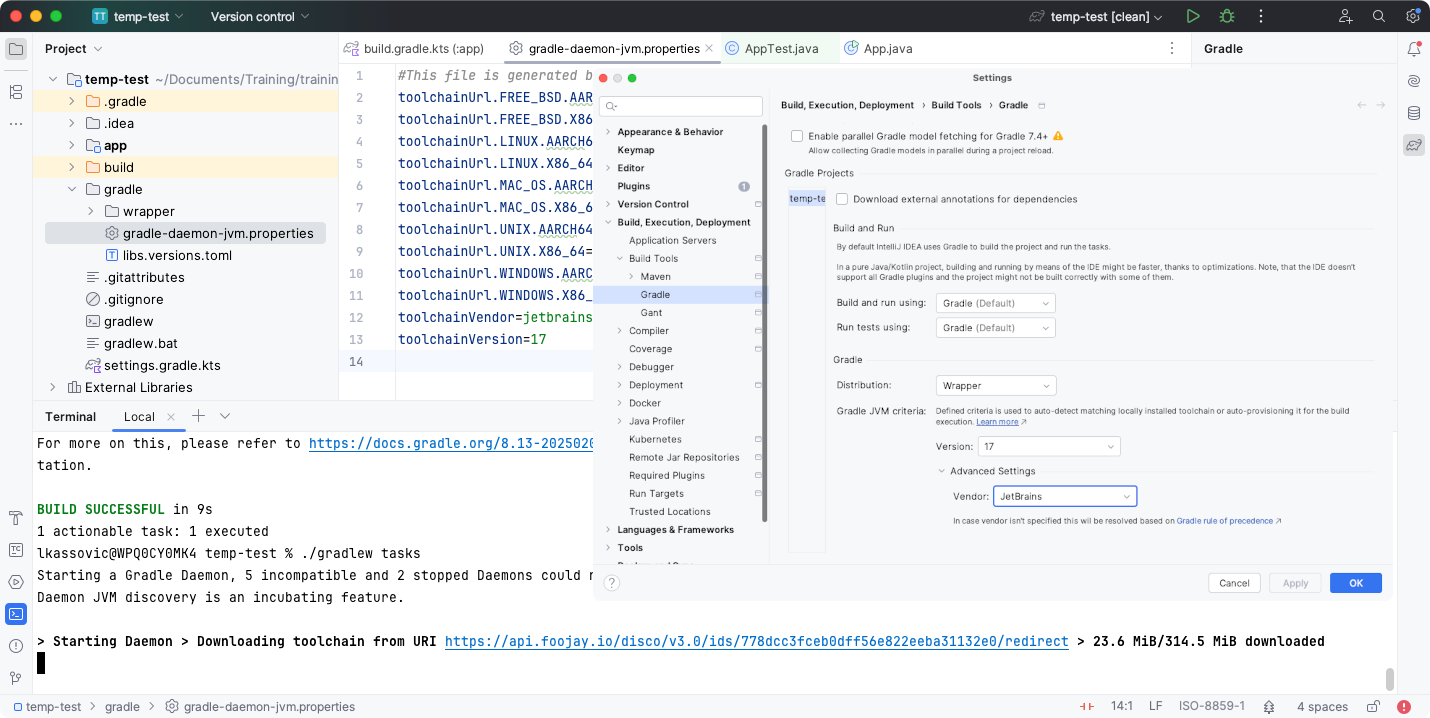 TT temp-test Version control temp-test [clean]
Project
temp-test ~/Documents/Training/trainin
.gradle
.idea
app
build
gradle
wrapper
gradle-daemon-jvm.properties
libs.versions.toml
.gitattributes
.gitignore
gradlew
gradlew.bat
settings.gradle.kts
External Libraries
build.gradle.kts (:app) gradle-daemon-jvm.properties AppTest.java App.java
Gradle
1 #This file is generated b
2 toolchainUrl.FREE_BSD.AAR
3 toolchainUrl.FREE_BSD.X86
4 toolchainUrl.LINUX.AARCH6
5 toolchainUrl.LINUX.X86_64
6 toolchainUrl.MAC_OS.AARCH
7 toolchainUrl.MAC_OS.X86_6
8 toolchainUrl.UNIX.AARCH64
9 toolchainUrl.UNIX.X86_64=
10 toolchainUrl.WINDOWS.AARC
11 toolchainUrl.WINDOWS.X86_
12 toolchainVendor=jetbrains
13 toolchainVersion=17
14
Settings
Appearance & Behavior
Keymap
Editor
Plugins 1
Version Control
Build, Execution, Deployment
Application Servers
Build Tools
Maven
Gradle
Gant
Compiler
Coverage
Debugger
Deployment
Docker
Java Profiler
Kubernetes
Remote Jar Repositories
Required Plugins
Run Targets
Trusted Locations
Languages & Frameworks
Tools
Build, Execution, Deployment › Build Tools › Gradle
Enable parallel Gradle model fetching for Gradle 7.4+
Allow collecting Gradle models in parallel during a project reload.
Gradle Projects
temp-te
Download external annotations for dependencies
Build and Run
By default IntelliJ IDEA uses Gradle to build the project and run the tasks.
In a pure Java/Kotlin project, building and running by means of the IDE might be faster, thanks to optimizations. Note, that the IDE doesn't
support all Gradle plugins and the project might not be built correctly with some of them.
Build and run using: Gradle (Default)
Run tests using: Gradle (Default)
Gradle
Distribution: Wrapper
Gradle JVM criteria: Defined criteria is used to auto-detect matching locally installed toolchain or auto-provisioning it for the build
execution. Learn more ↗
Version: 17
Advanced Settings
Vendor: JetBrains
In case vendor isn't specified this wil be resolved based on Gradle rule of precedence ↗
? Cancel Apply OK
Terminal Local
For more on this, please refer to https://docs.gradle.org/8.13-2025020
tation.
BUILD SUCCESSFUL in 9s
1 actionable task: 1 executed
lkassovic@WPQ0CY0MK4 temp-test % ./gradlew tasks
Starting a Gradle Daemon, 5 incompatible and 2 stopped Daemons could n
Daemon JVM discovery is an incubating feature.
> Starting Daemon > Downloading toolchain from URI https://api.foojay.io/disco/v3.0/ids/778dcc3fceb0dff56e822eeba31132e0/redirect > 23.6 MiB/314.5 MiB downloaded
temp-test > gradle > gradle-daemon-jvm.properties
14:1 LF ISO-8859-1 4 spaces